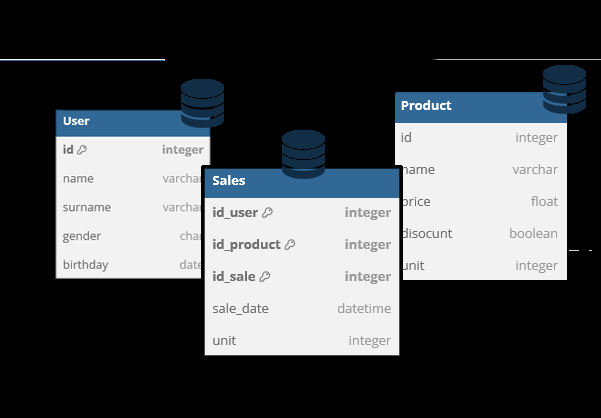 User
id integer
name varchar
surname varchar
gender char
birthday date
Sales
id_user integer
id_product integer
id_sale integer
sale_date datetime
unit integer
Product
id integer
name varchar
price float
disocunt boolean
unit integer